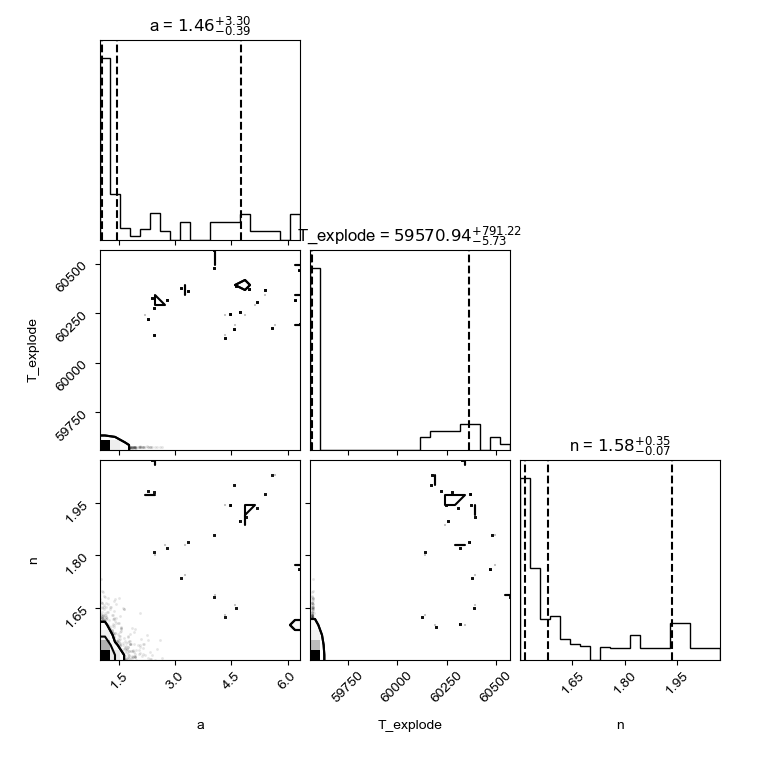 a = 1.46+3.30 −0.39
T_explode = 59570.94+791.22 −5.73
60500
60250
60000
59750
T_explode
n = 1.58+0.35 −0.07
1.95
1.80
1.65
n
1.5 3.0 4.5 6.0
59750 60000 60250 60500
1.65 1.80 1.95
a T_explode n